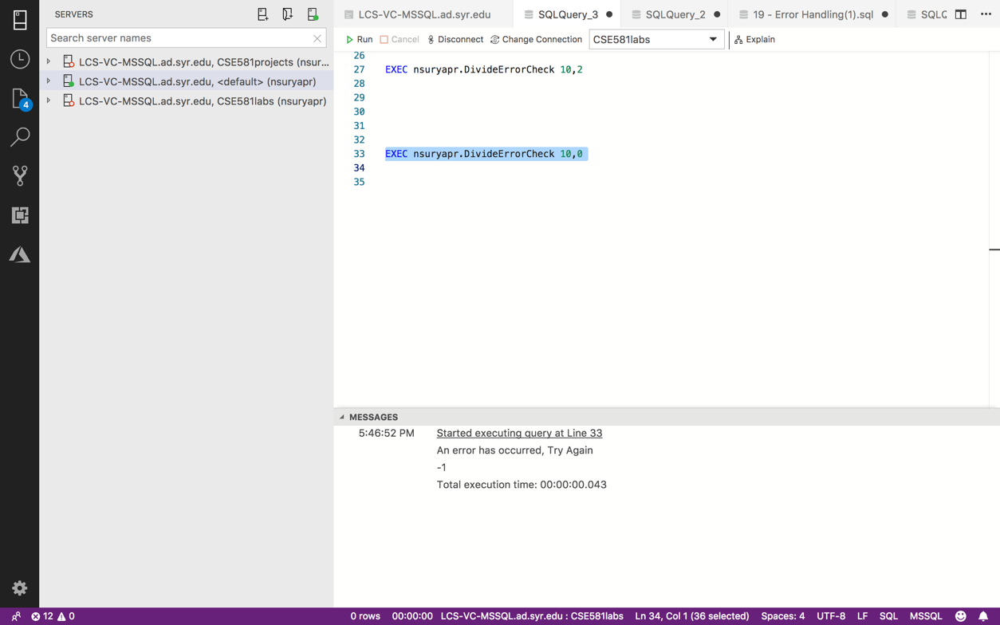 SERVERS
LCS-VC-MSSQL.ad.syr.edu
SQLQuery_3
SQLQuery_2
19 - Error Handling(1).sql
SQLQ
Search server names
Run
Cancel
Disconnect
Change Connection
CSE581labs
Explain
LCS-VC-MSSQL.ad.syr.edu, CSE581projects (nsur...
LCS-VC-MSSQL.ad.syr.edu, <default> (nsuryapr)
LCS-VC-MSSQL.ad.syr.edu, CSE581labs (nsuryapr)
4
26
27 EXEC nsuryapr.DivideErrorCheck 10,2
28
29
30
31
32
33 EXEC nsuryapr.DivideErrorCheck 10,0
34
35
MESSAGES
5:46:52 PM Started executing query at Line 33
An error has occurred, Try Again
-1
Total execution time: 00:00:00.043
12 0
0 rows
00:00:00
LCS-VC-MSSQL.ad.syr.edu : CSE581labs
Ln 34, Col 1 (36 selected)
Spaces: 4
UTF-8
LF
SQL
MSSQL